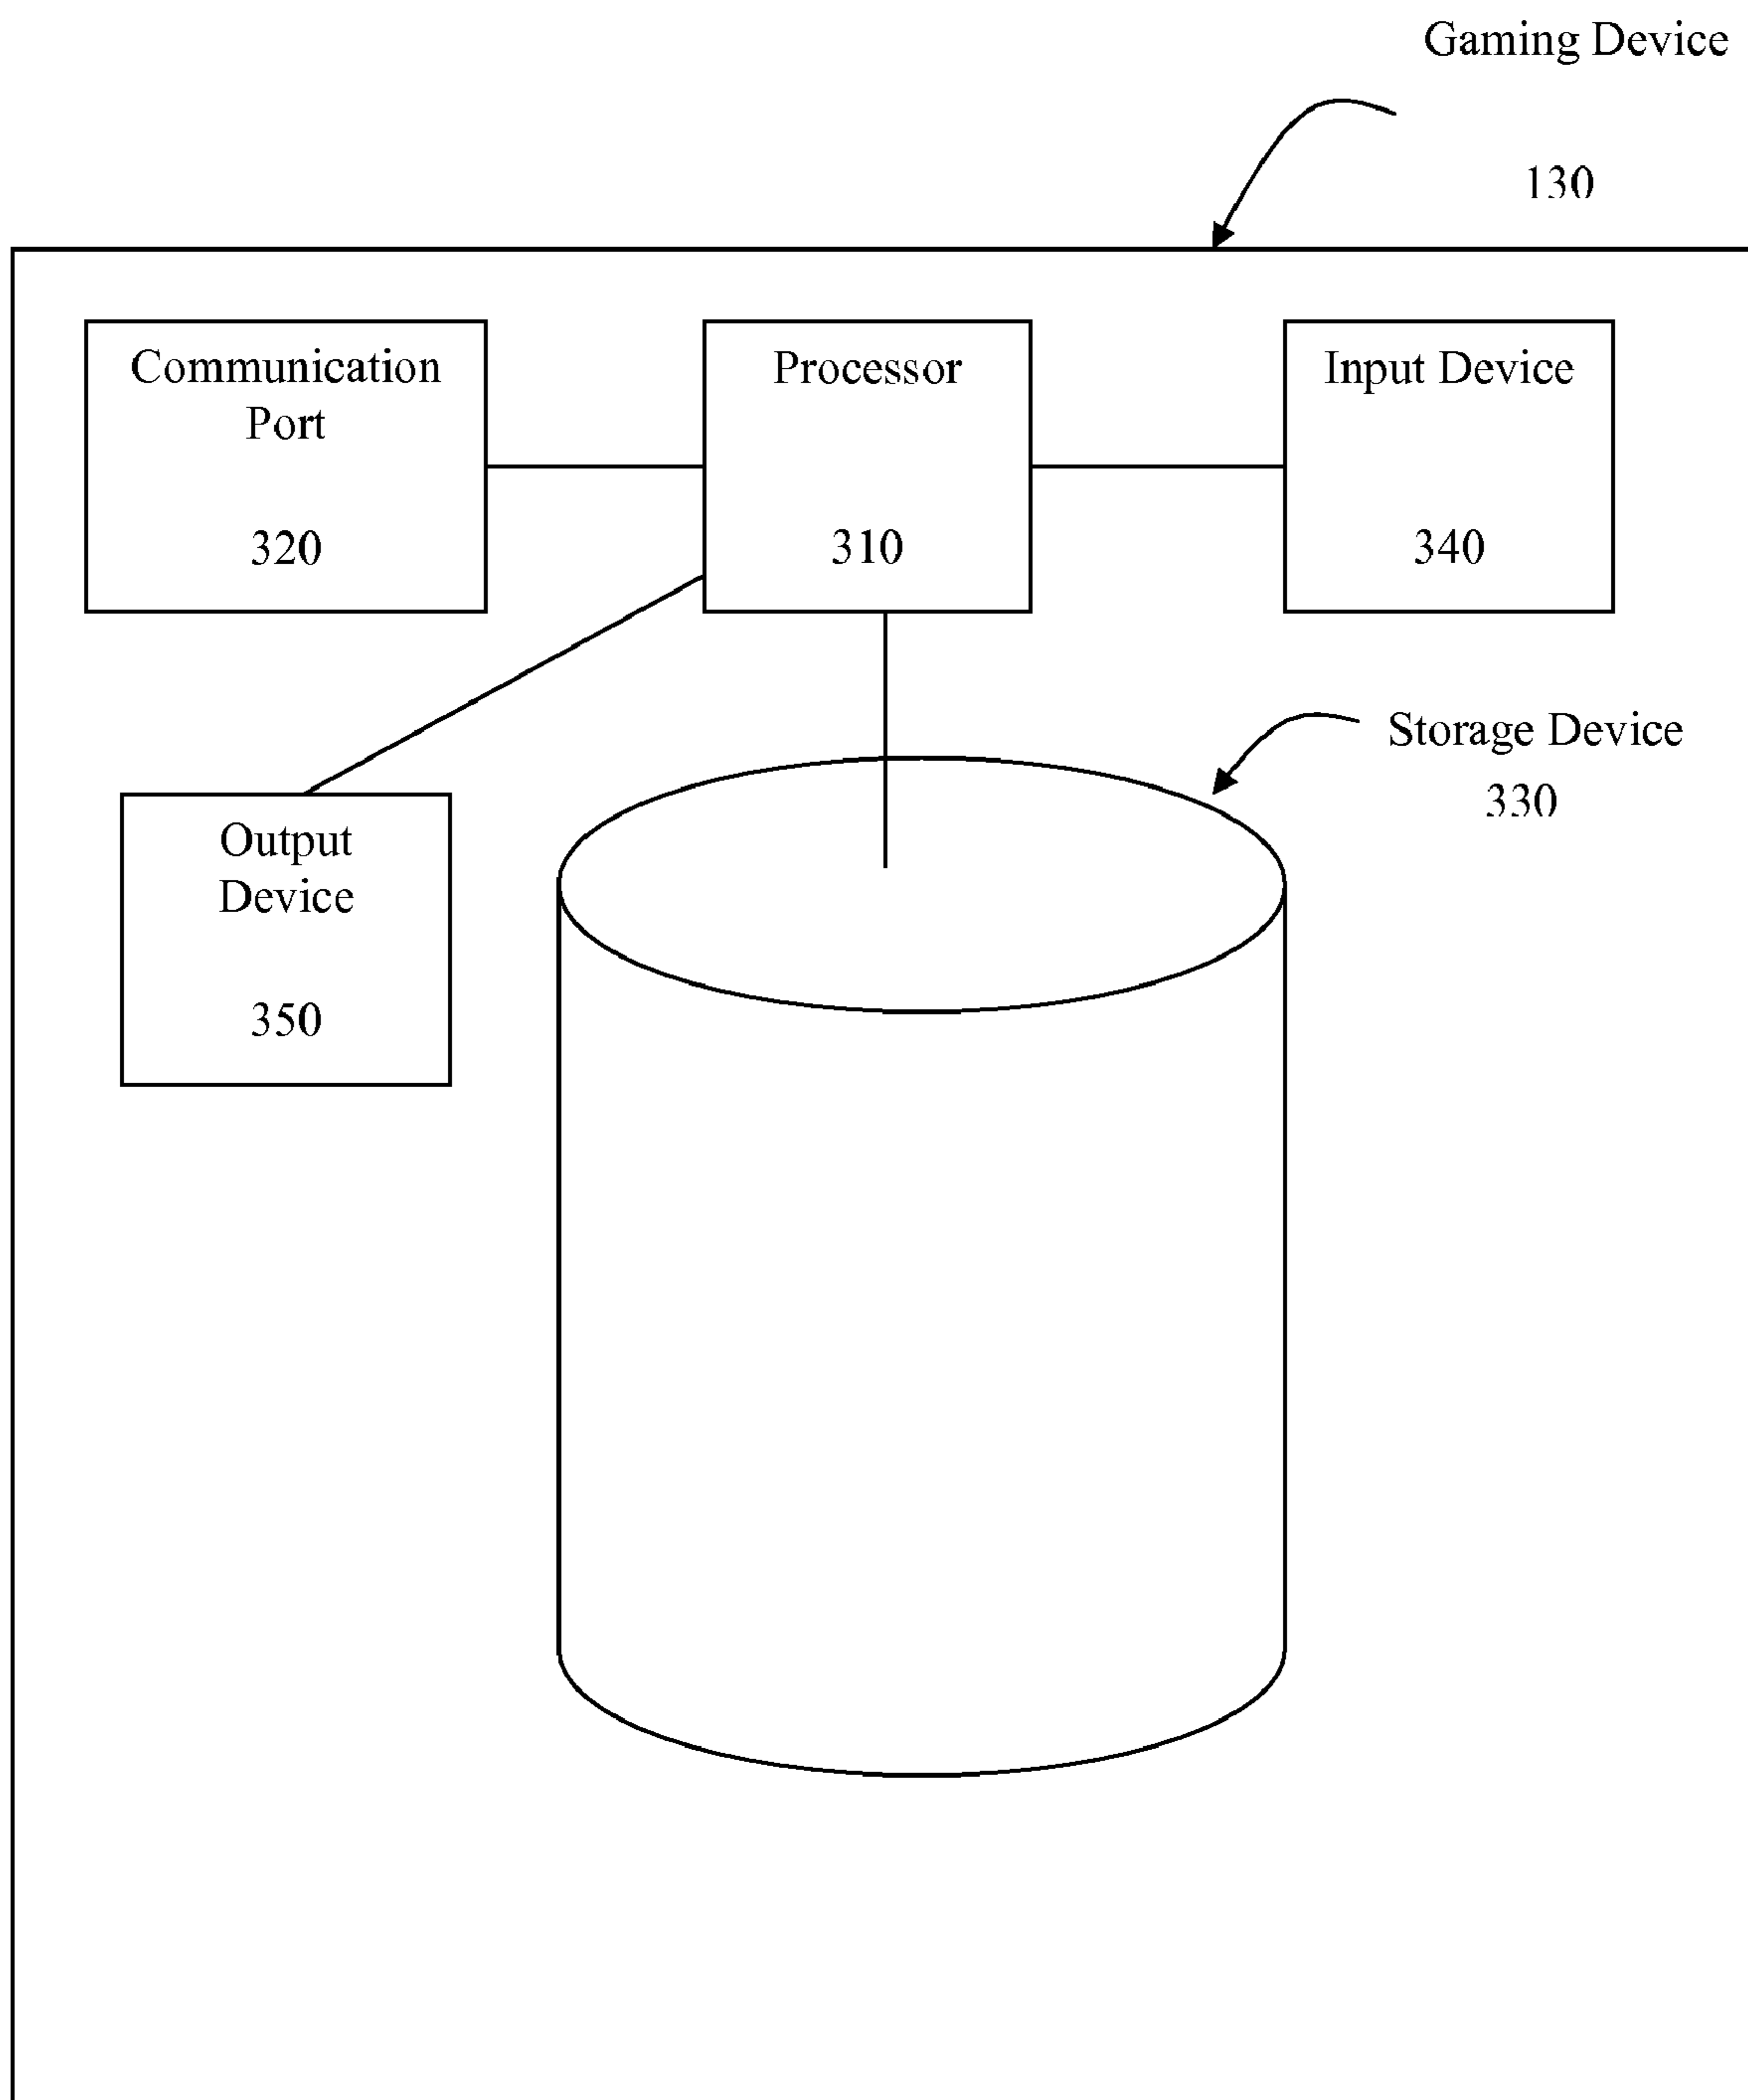 Gaming Device
130
Communication
Port
320
Processor
310
Input Device
340
Storage Device
330
Output
Device
350